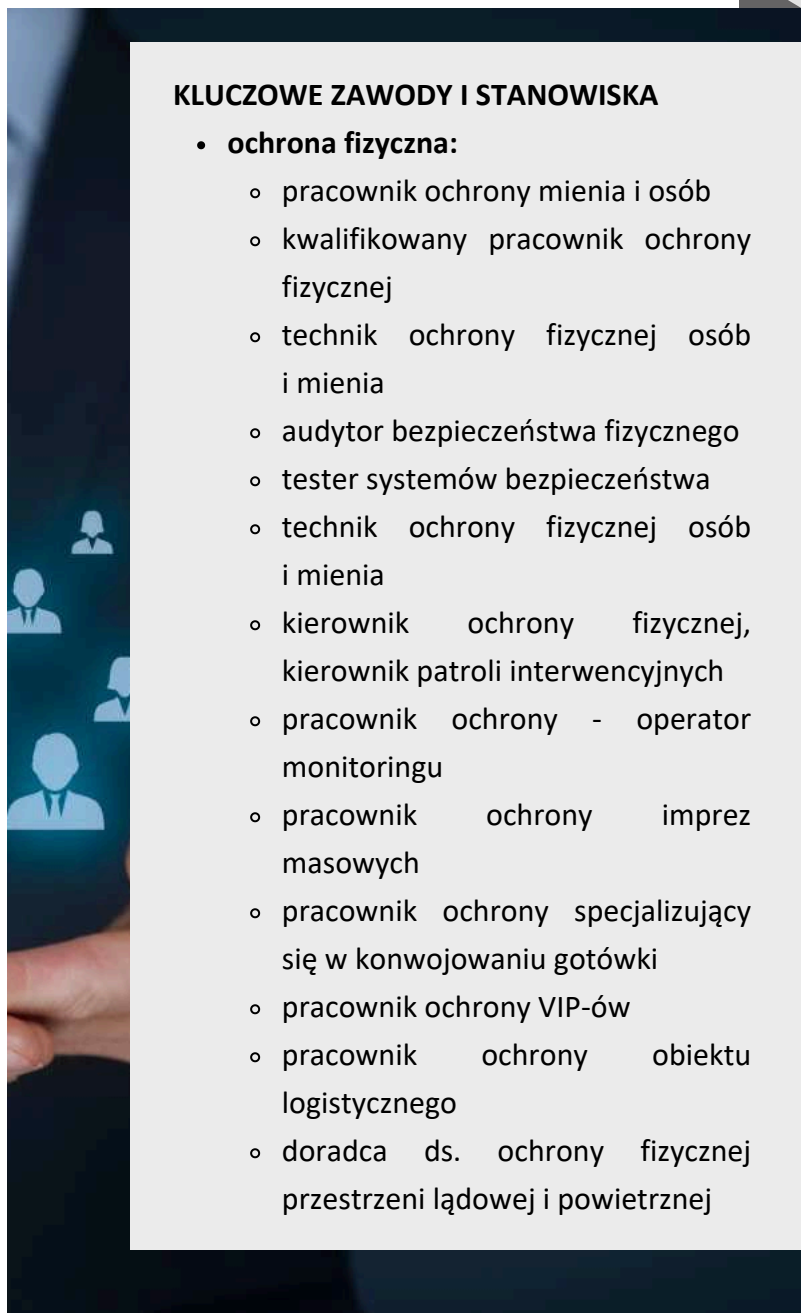 KLUCZOWE ZAWODY I STANOWISKA
• ochrona fizyczna:
◦ pracownik ochrony mienia i osób
◦ kwalifikowany pracownik ochrony
fizycznej
◦ technik ochrony fizycznej osób
i mienia
◦ audytor bezpieczeństwa fizycznego
◦ tester systemów bezpieczeństwa
◦ technik ochrony fizycznej osób
i mienia
◦ kierownik ochrony fizycznej,
kierownik patroli interwencyjnych
◦ pracownik ochrony - operator
monitoringu
◦ pracownik ochrony imprez
masowych
◦ pracownik ochrony specjalizujący
się w konwojowaniu gotówki
◦ pracownik ochrony VIP-ów
◦ pracownik ochrony obiektu
logistycznego
◦ doradca ds. ochrony fizycznej
przestrzeni lądowej i powietrznej